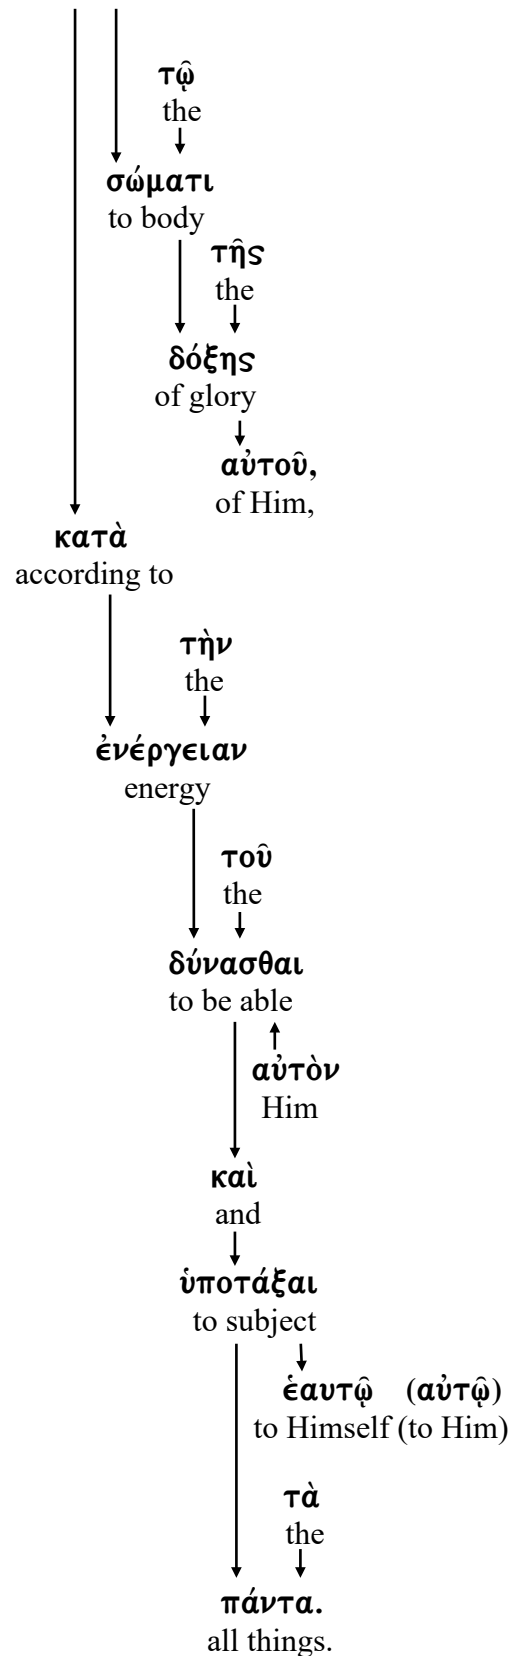 τῷ
the
σώματι
to body
τῆς
the
δόξης
of glory
αὐτοῦ,
of Him,
κατὰ
according to
τὴν
the
ἐνέργειαν
energy
τοῦ
the
δύνασθαι
to be able
αὐτὸν
Him
καὶ
and
ὑποτάξαι
to subject
ἑαυτῷ (αὐτῷ)
to Himself (to Him)
τὰ
the
πάντα.
all things.